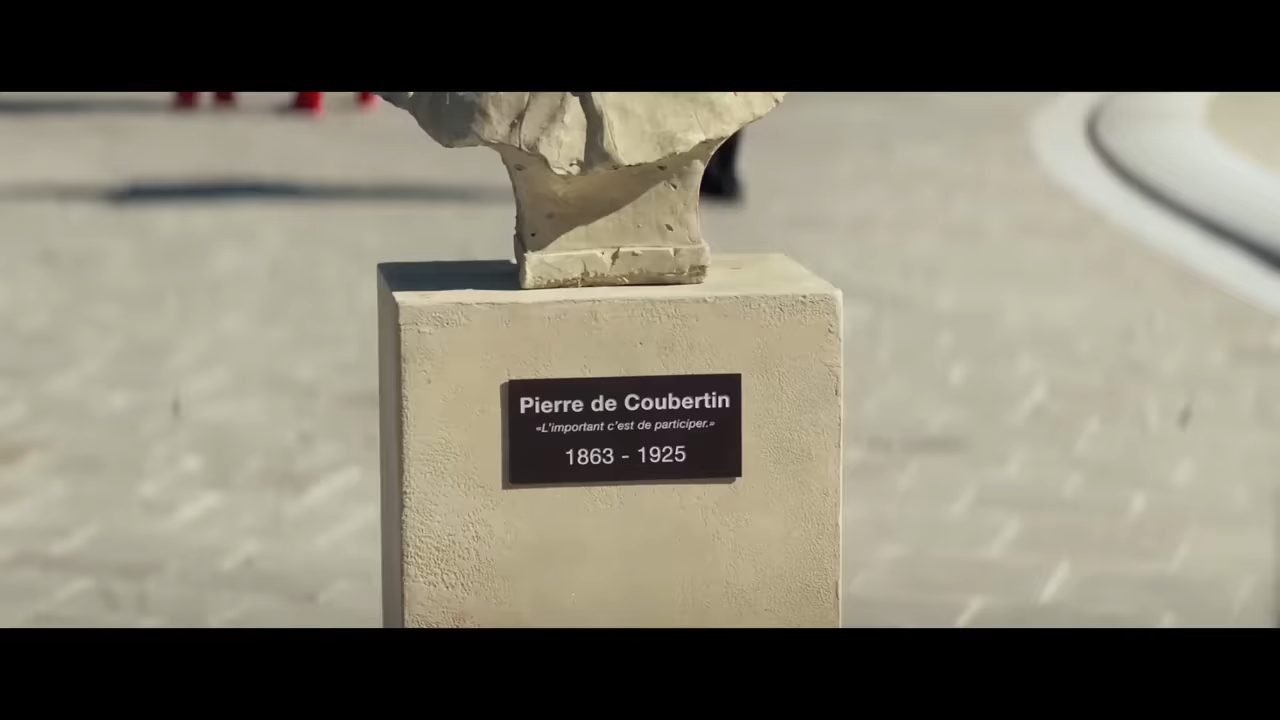 Pierre de Coubertin
«L'important c'est de participer.»
1863 - 1925